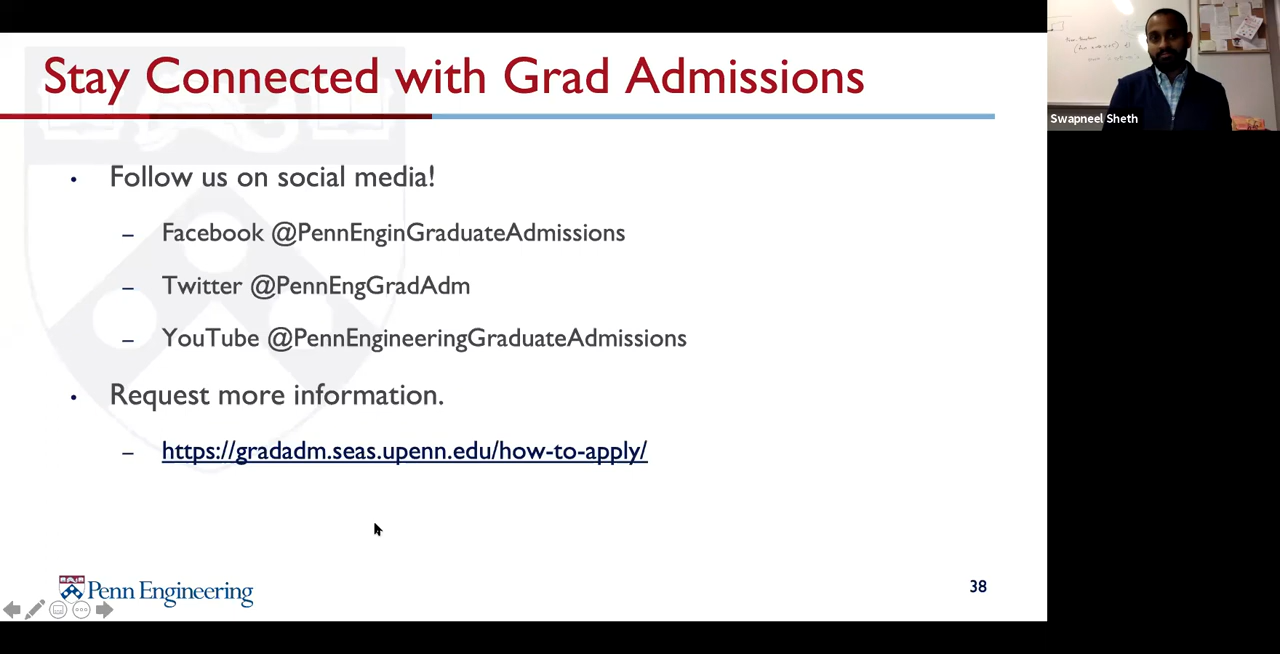 Stay Connected with Grad Admissions
Swapneel Sheth
• Follow us on social media!
– Facebook @PennEnginGraduateAdmissions
– Twitter @PennEngGradAdm
– YouTube @PennEngineeringGraduateAdmissions
• Request more information.
– https://gradadm.seas.upenn.edu/how-to-apply/
Penn Engineering
38